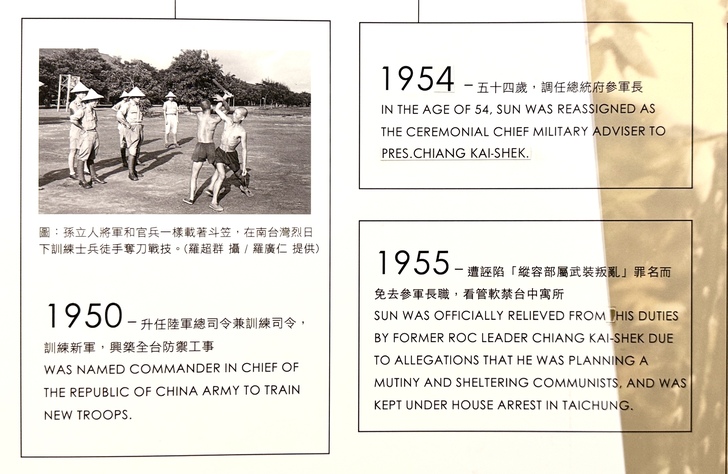 圖：孫立人將軍和官兵一樣載著斗笠，在南台灣烈日
下訓練士兵徒手奪刀戰技。(羅超群 攝 / 羅廣仁 提供)
1950 – 升任陸軍總司令兼訓練司令，
訓練新軍，興築全台防禦工事
WAS NAMED COMMANDER IN CHIEF OF
THE REPUBLIC OF CHINA ARMY TO TRAIN
NEW TROOPS.
1954 – 五十四歲，調任總統府參軍長
IN THE AGE OF 54, SUN WAS REASSIGNED AS
THE CEREMONIAL CHIEF MILITARY ADVISER TO
PRES.CHIANG KAI-SHEK.
1955 – 遭誣陷「縱容部屬武裝叛亂」罪名而
免去參軍長職，看管軟禁台中寓所
SUN WAS OFFICIALLY RELIEVED FROM HIS DUTIES
BY FORMER ROC LEADER CHIANG KAI-SHEK DUE
TO ALLEGATIONS THAT HE WAS PLANNING A
MUTINY AND SHELTERING COMMUNISTS, AND WAS
KEPT UNDER HOUSE ARREST IN TAICHUNG.